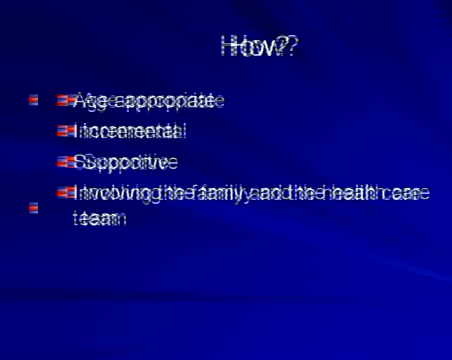 How?
Age appropriate
Incremental
Supportive
Involving the family and the health care
team